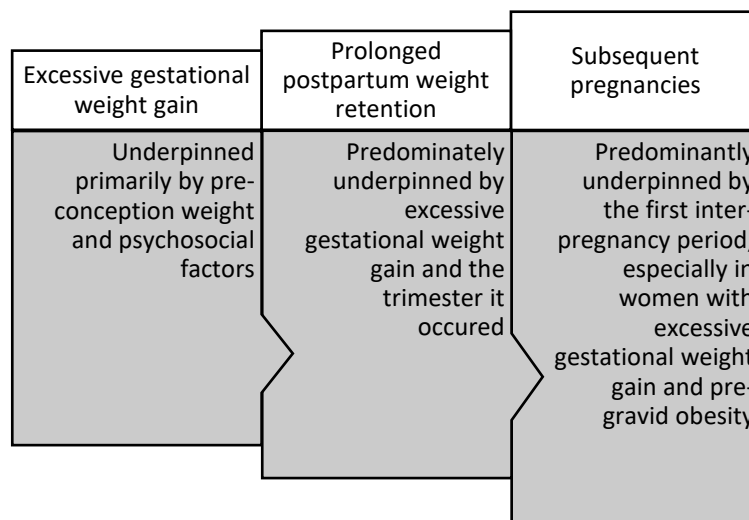 Excessive gestational
weight gain
Underpinned
primarily by pre-
conception weight
and psychosocial
factors
Prolonged
postpartum weight
retention
Predominately
underpinned by
excessive
gestational weight
gain and the
trimester it
occured
Subsequent
pregnancies
Predominantly
underpinned by
the first inter-
pregnancy period,
especially in
women with
excessive
gestational weight
gain and pre-
gravid obesity